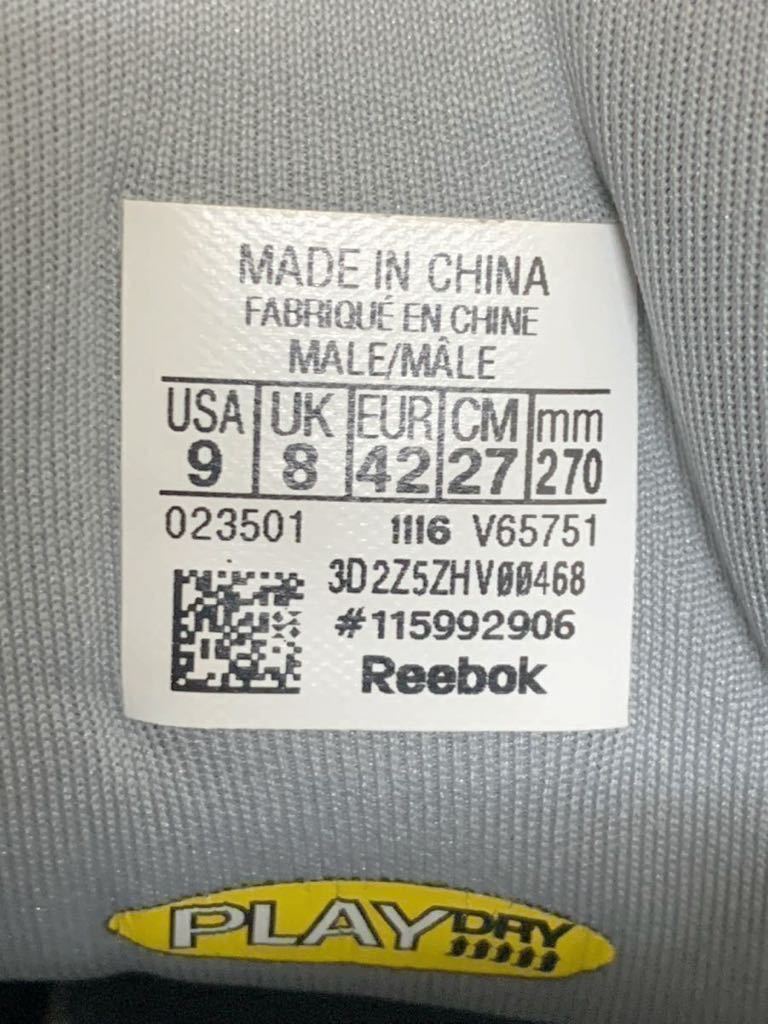 MADE IN CHINA
FABRIQUÉ EN CHINE
MALE/MÂLE
USA UK EUR CM mm
9 8 42 27 270
023501 1116 V65751
3D2Z5ZHV00468
#115992906
Reebok
PLAYDRY